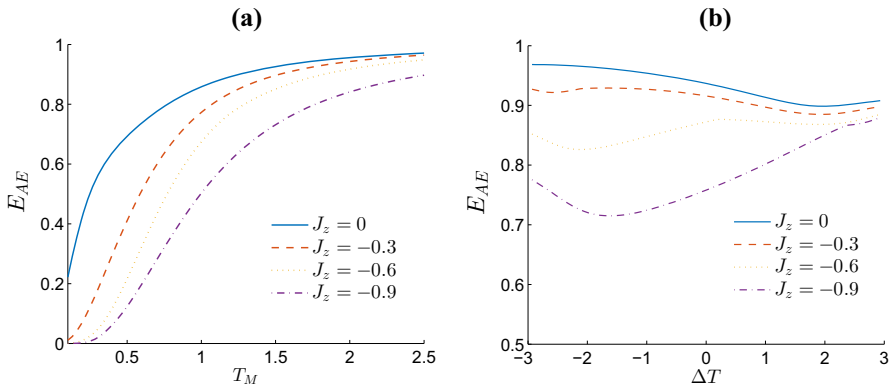 (a)
1
0.8
0.6
0.4
0.2
0
0.5
1
1.5
2
2.5
E_{AE}
T_M
J_z = 0
J_z = −0.3
J_z = −0.6
J_z = −0.9
(b)
1
0.9
0.8
0.7
0.6
0.5
−3
−2
−1
0
1
2
3
E_{AE}
ΔT
J_z = 0
J_z = −0.3
J_z = −0.6
J_z = −0.9